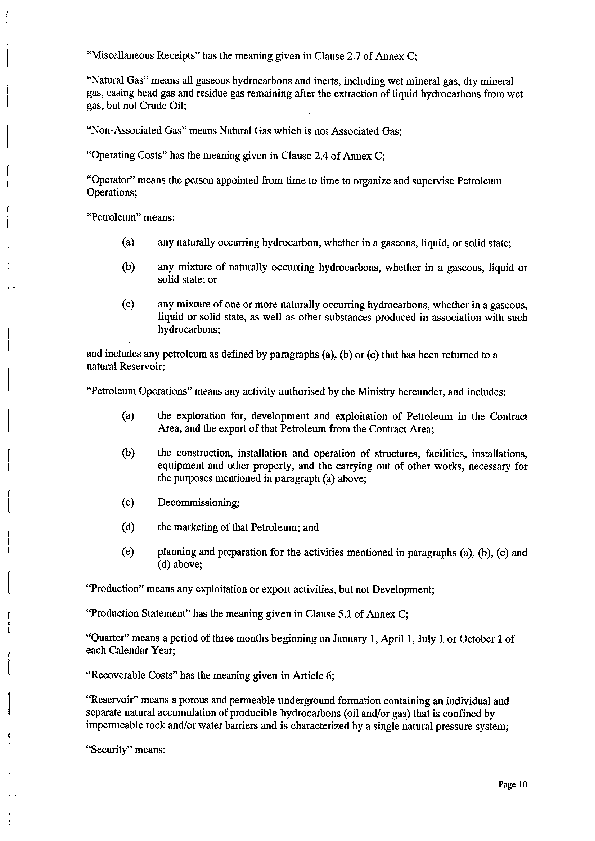 “Miscellaneous Receipts” has the meaning given in Clause 2.7 of Annex C;
“Natural Gas” means all gaseous hydrocarbons and inerts, including wet mineral gas, dry mineral
gas, casing head gas and residue gas remaining after the extraction of liquid hydrocarbons from wet
gas, but not Crude Oil;
“Non-Associated Gas” means Natural Gas which is not Associated Gas;
“Operating Costs” has the meaning given in Clause 2.4 of Annex C;
“Operator” means the person appointed from time to time to organize and supervise Petroleum
Operations;
“Petroleum” means:
(a) any naturally occurring hydrocarbon, whether in a gaseous, liquid, or solid state;
(b) any mixture of naturally occurring hydrocarbons, whether in a gaseous, liquid or
solid state; or
(c) any mixture of one or more naturally occurring hydrocarbons, whether in a gaseous,
liquid or solid state, as well as other substances produced in association with such
hydrocarbons;
and includes any petroleum as defined by paragraphs (a), (b) or (c) that has been returned to a
natural Reservoir;
“Petroleum Operations” means any activity authorised by the Ministry hereunder, and includes:
(a) the exploration for, development and exploitation of Petroleum in the Contract
Area, and the export of that Petroleum from the Contract Area;
(b) the construction, installation and operation of structures, facilities, installations,
equipment and other property, and the carrying out of other works, necessary for
the purposes mentioned in paragraph (a) above;
(c) Decommissioning;
(d) the marketing of that Petroleum; and
(e) planning and preparation for the activities mentioned in paragraphs (a), (b), (c) and
(d) above;
“Production” means any exploitation or export activities, but not Development;
“Production Statement” has the meaning given in Clause 5.1 of Annex C;
“Quarter” means a period of three months beginning on January 1, April 1, July 1 or October 1 of
each Calendar Year;
“Recoverable Costs” has the meaning given in Article 6;
“Reservoir” means a porous and permeable underground formation containing an individual and
separate natural accumulation of producible hydrocarbons (oil and/or gas) that is confined by
impermeable rock and/or water barriers and is characterized by a single natural pressure system;
“Security” means:
Page 10